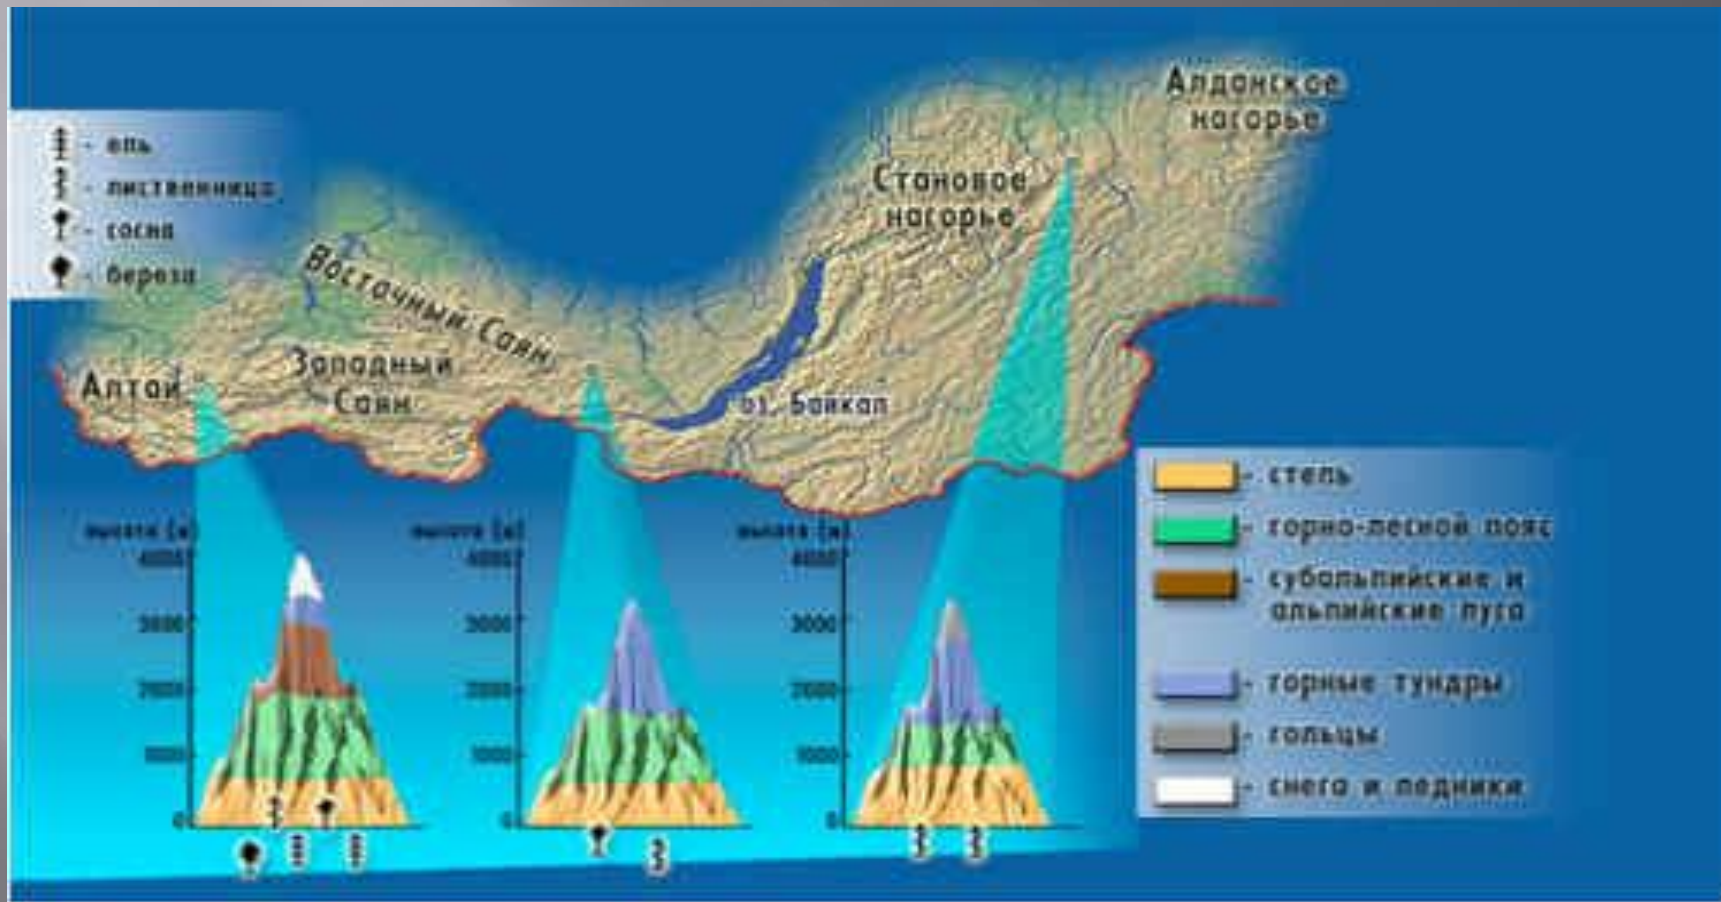 Алданское
нагорье
- ель
- лиственница
- сосна
- береза
Становое
нагорье
Восточный Саян
Западный
Саян
Алтай
оз. Байкал
высота (м)
4000
3000
2000
1000
0
высота (м)
4000
3000
2000
1000
0
высота (м)
4000
3000
2000
1000
0
- степь
- горно-лесной пояс
- субальпийские и
альпийские луга
- горные тундры
- гольцы
- снега и ледники